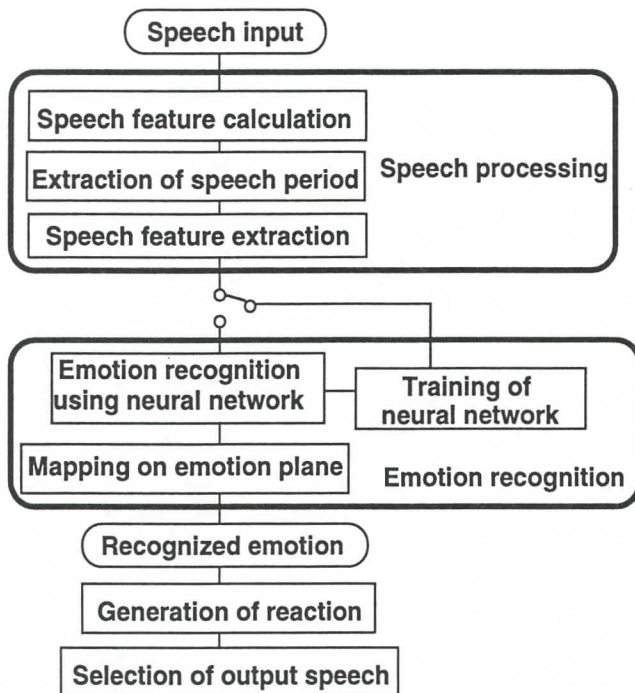 Speech input
Speech feature calculation
Extraction of speech period
Speech processing
Speech feature extraction
Emotion recognition
using neural network
Training of
neural network
Mapping on emotion plane
Emotion recognition
Recognized emotion
Generation of reaction
Selection of output speech